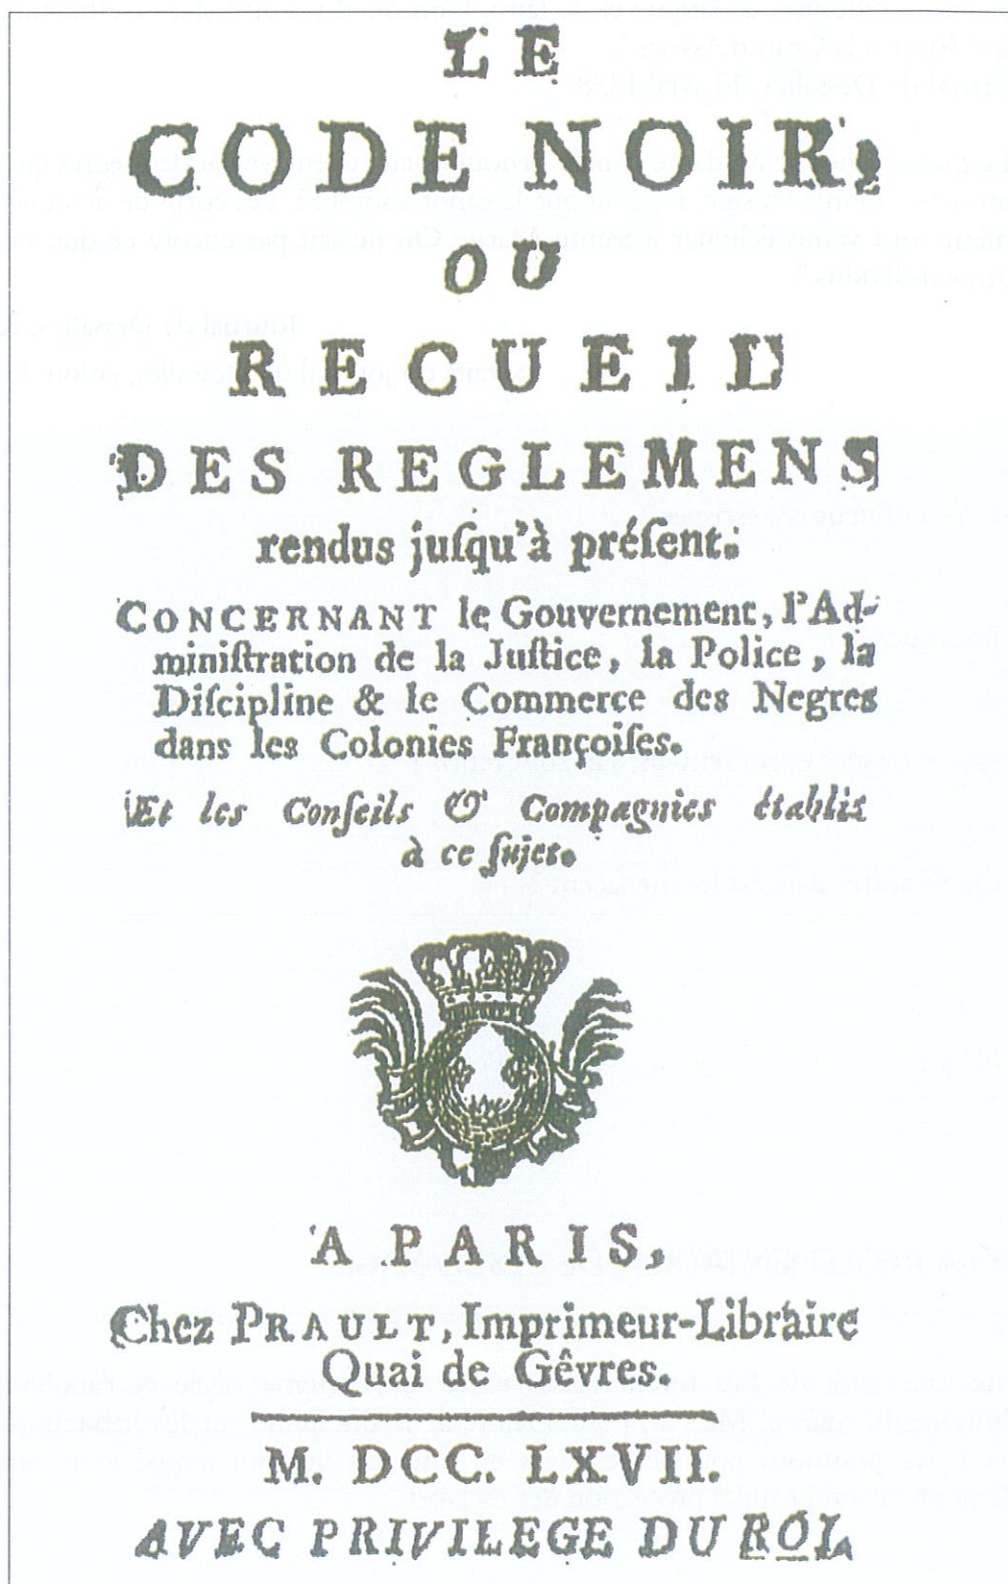 LE
CODE NOIR,
OU
RECUEIL
DES REGLEMENS
rendus juſqu'à préſent.
CONCERNANT le Gouvernement, l'Ad-
miniſtration de la Juſtice, la Police, la
Diſcipline & le Commerce des Negres
dans les Colonies Françoiſes.
Et les Conſeils & Compagnies établis
à ce ſujet.
A PARIS,
Chez PRAULT, Imprimeur-Libraire
Quai de Gêvres.
M. DCC. LXVII.
AVEC PRIVILEGE DU ROI.